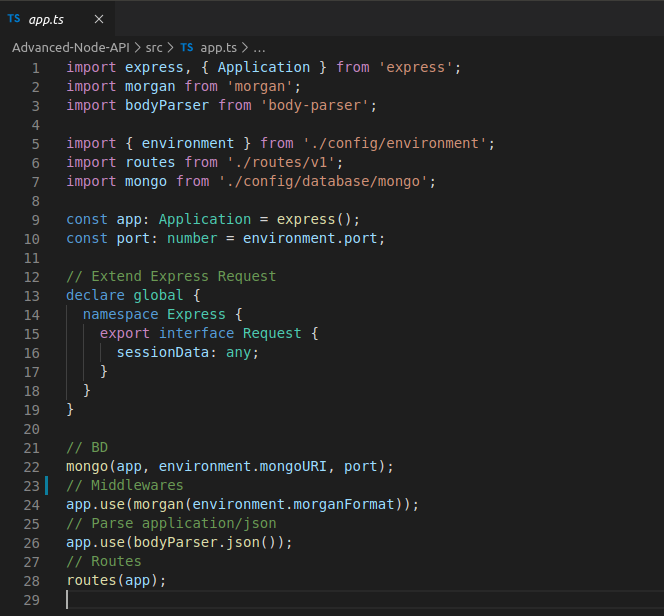 TS app.ts ×
Advanced-Node-API > src > TS app.ts > ...
1 import express, { Application } from 'express';
2 import morgan from 'morgan';
3 import bodyParser from 'body-parser';
4
5 import { environment } from './config/environment';
6 import routes from './routes/v1';
7 import mongo from './config/database/mongo';
8
9 const app: Application = express();
10 const port: number = environment.port;
11
12 // Extend Express Request
13 declare global {
14   namespace Express {
15     export interface Request {
16       sessionData: any;
17     }
18   }
19 }
20
21 // BD
22 mongo(app, environment.mongoURI, port);
23 // Middlewares
24 app.use(morgan(environment.morganFormat));
25 // Parse application/json
26 app.use(bodyParser.json());
27 // Routes
28 routes(app);
29